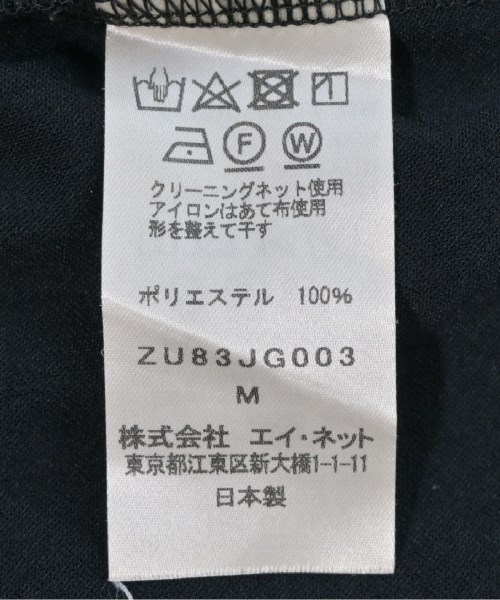 F W
クリーニングネット使用
アイロンはあて布使用
形を整えて干す
ポリエステル 100%
ZU83JG003
M
株式会社 エイ・ネット
東京都江東区新大橋1-1-11
日本製